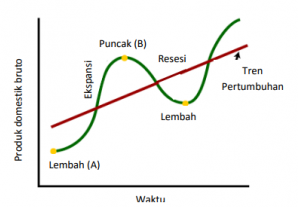 Puncak (B)
Resesi
Ekspansi
Tren
Pertumbuhan
Lembah
Lembah (A)
Produk domestik bruto
Waktu